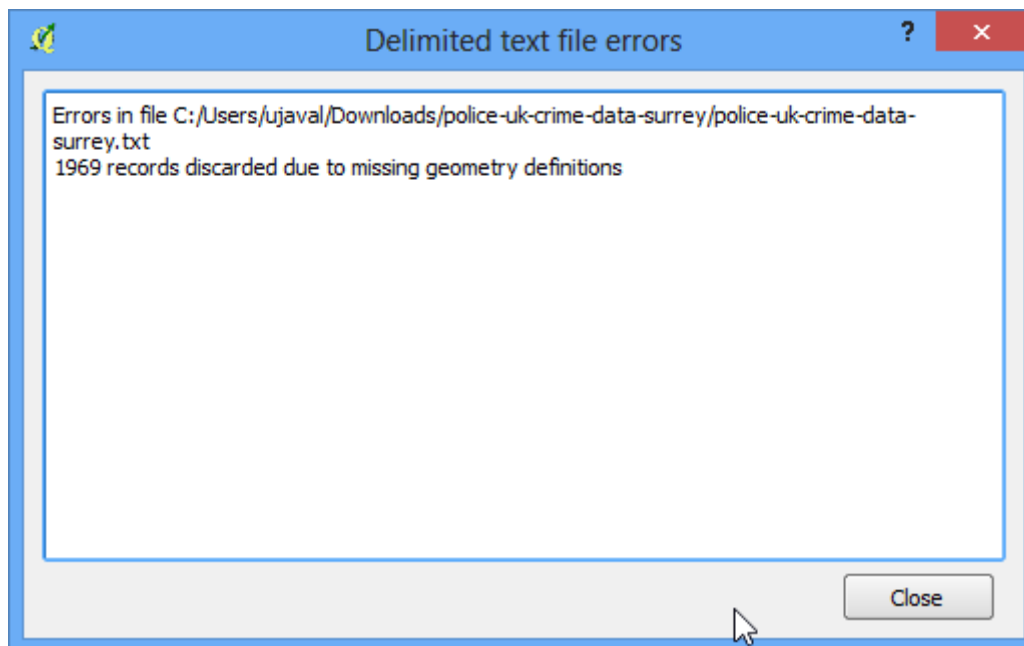 Delimited text file errors
?
Errors in file C:/Users/ujaval/Downloads/police-uk-crime-data-surrey/police-uk-crime-data-
surrey.txt
1969 records discarded due to missing geometry definitions
Close